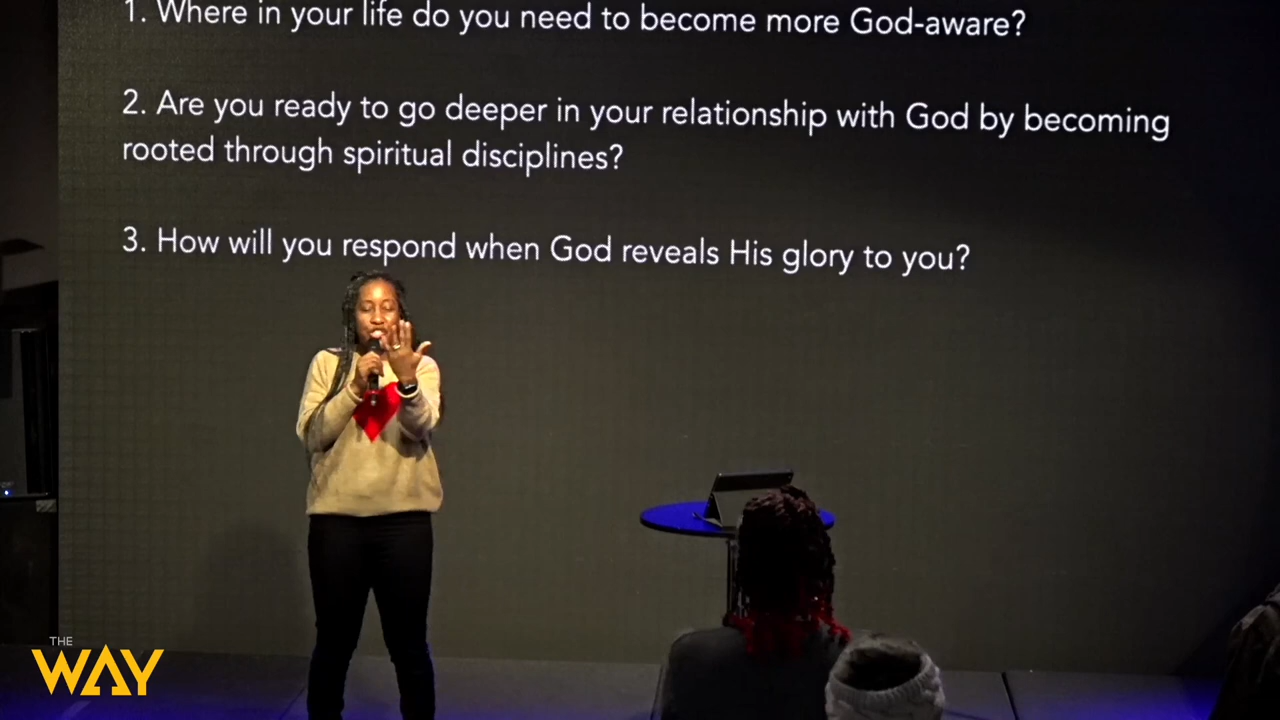 1. Where in your life do you need to become more God-aware?
2. Are you ready to go deeper in your relationship with God by becoming
rooted through spiritual disciplines?
3. How will you respond when God reveals His glory to you?
THE
WAY